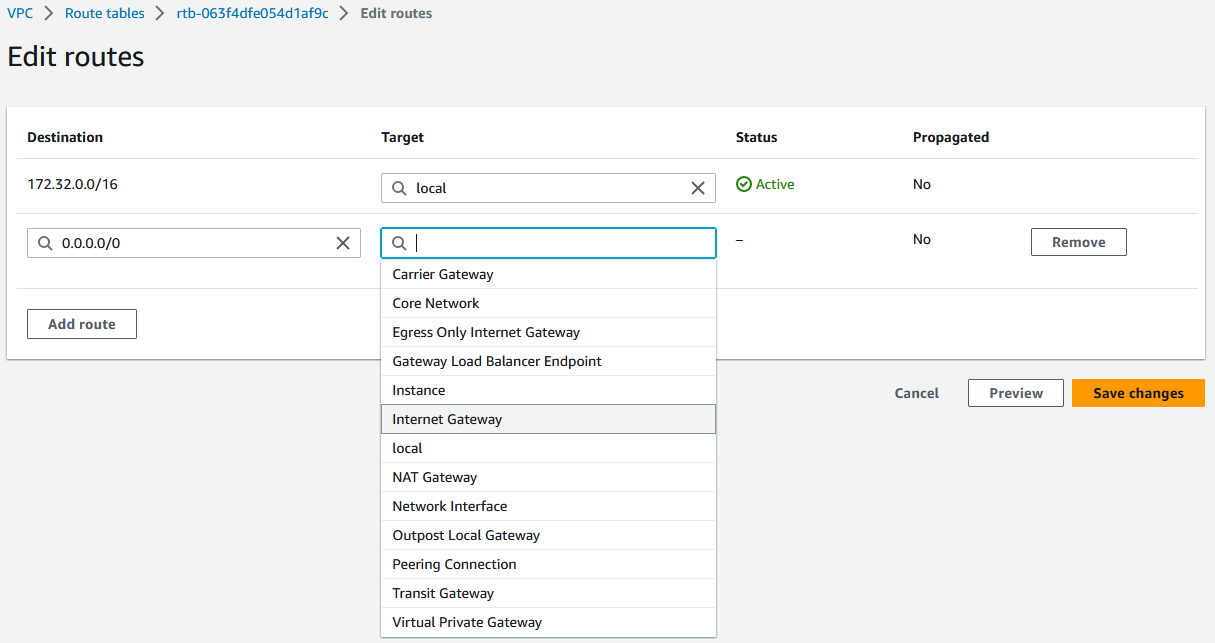 VPC > Route tables > rtb-063f4dfe054d1af9c > Edit routes
Edit routes
Destination Target Status Propagated
172.32.0.0/16 local Active No
0.0.0.0/0 – No Remove
Carrier Gateway
Core Network
Add route
Egress Only Internet Gateway
Gateway Load Balancer Endpoint
Instance
Cancel Preview Save changes
Internet Gateway
local
NAT Gateway
Network Interface
Outpost Local Gateway
Peering Connection
Transit Gateway
Virtual Private Gateway